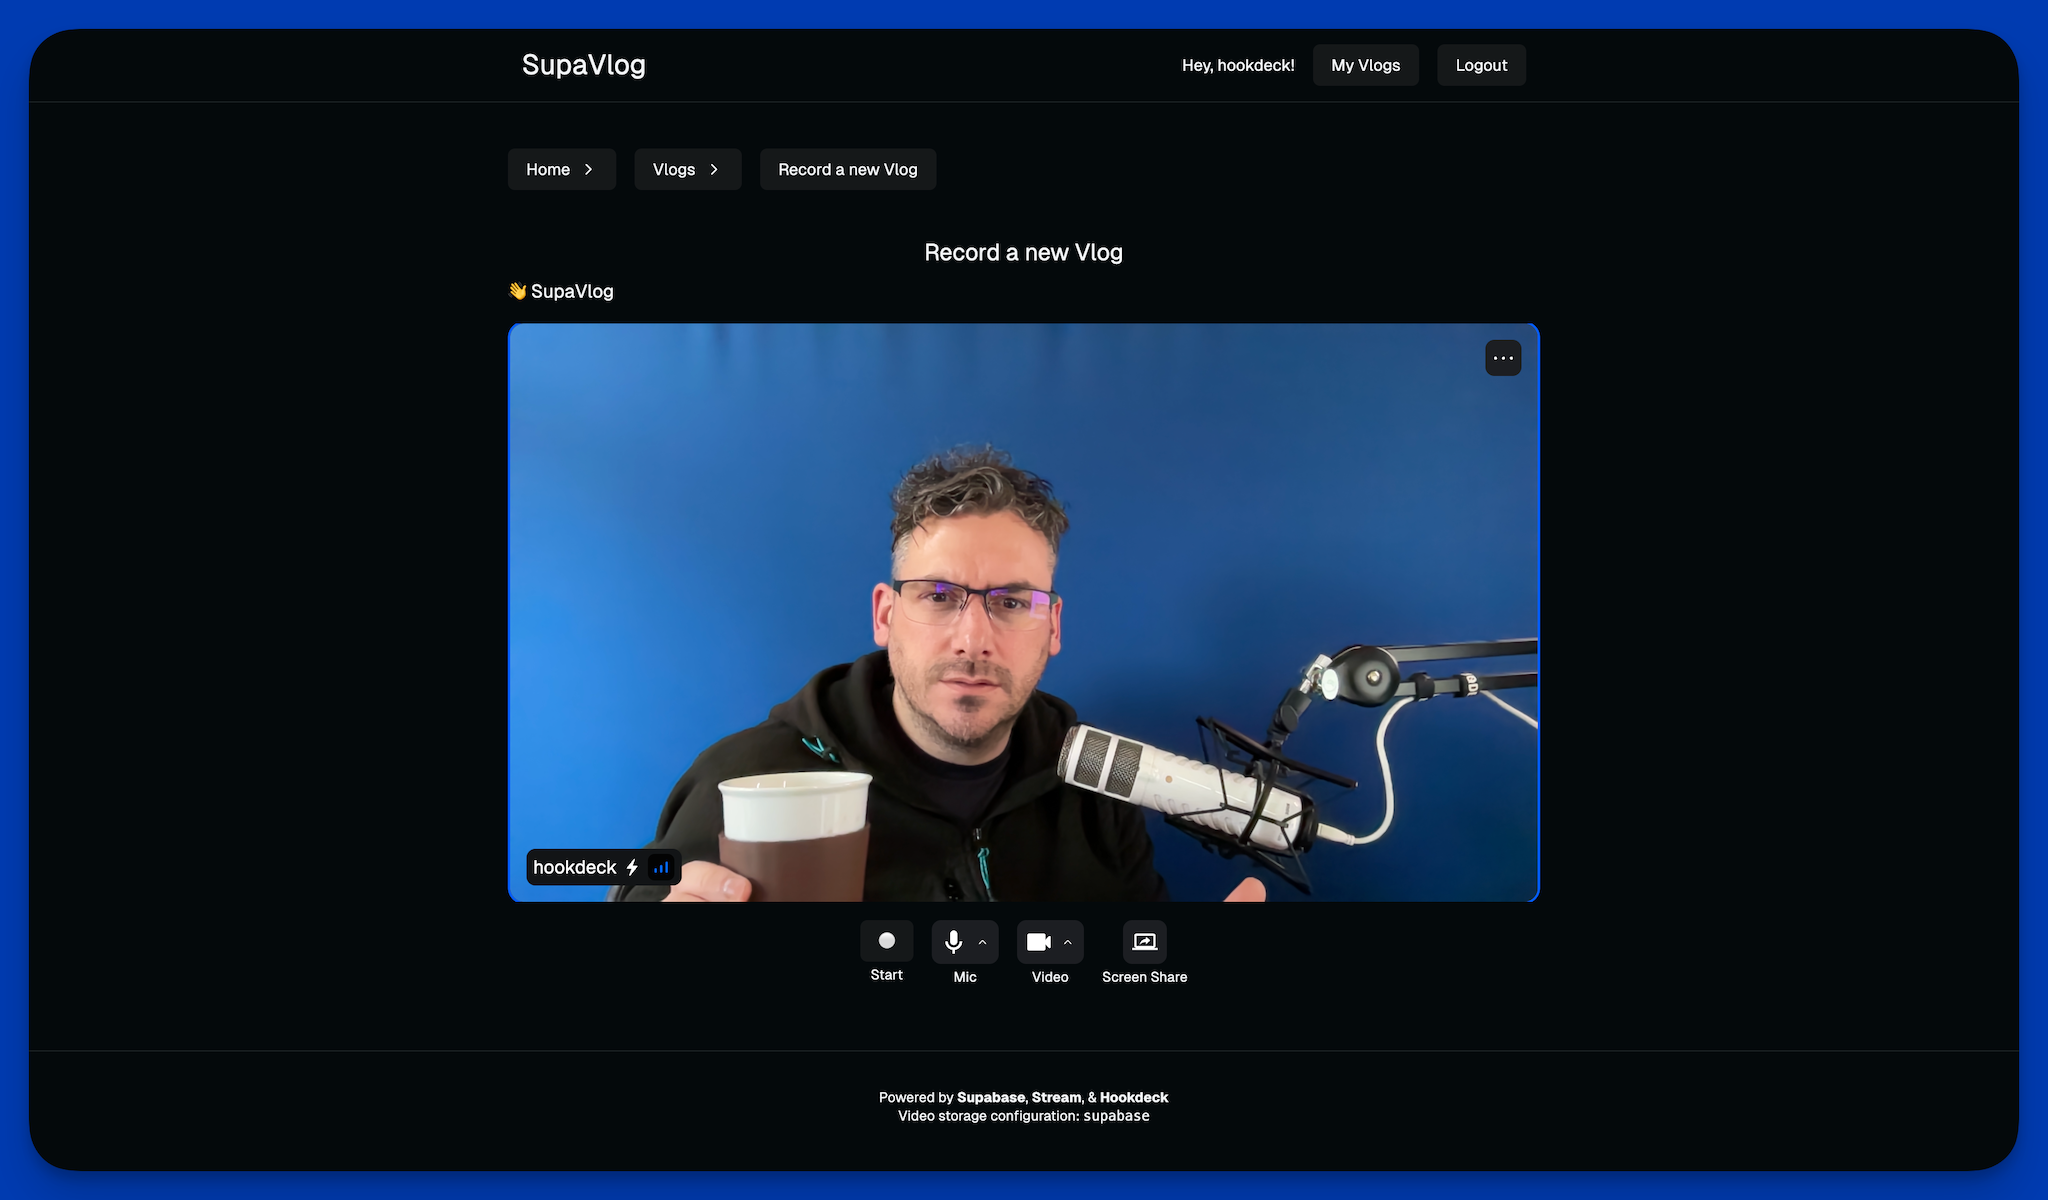 SupaVlog
Hey, hookdeck!
My Vlogs
Logout
Home
Vlogs
Record a new Vlog
Record a new Vlog
👋 SupaVlog
hookdeck
Start
Mic
Video
Screen Share
Powered by Supabase, Stream, & Hookdeck
Video storage configuration: supabase